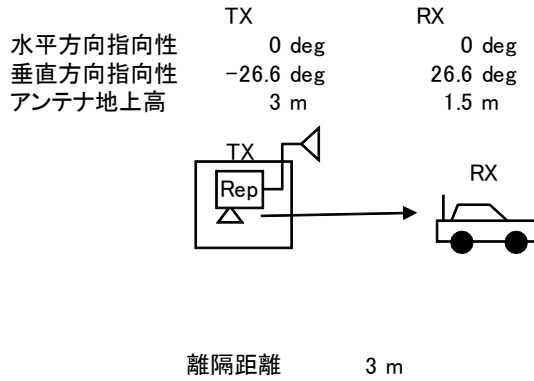 TX RX
水平方向指向性 0 deg 0 deg
垂直方向指向性 -26.6 deg 26.6 deg
アンテナ地上高 3 m 1.5 m
TX
RX
Rep
離隔距離 3 m